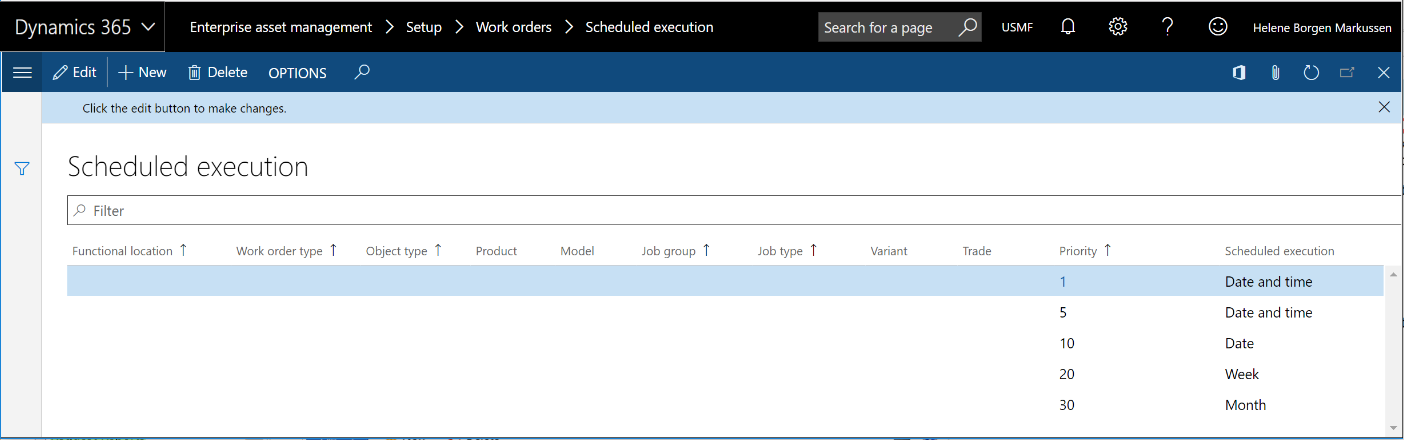 Dynamics 365 Enterprise asset management > Setup > Work orders > Scheduled execution Search for a page USMF ? Helene Borgen Markussen
Edit New Delete OPTIONS
Click the edit button to make changes.
Scheduled execution
Filter
Functional location Work order type Object type Product Model Job group Job type Variant Trade Priority Scheduled execution
1 Date and time
5 Date and time
10 Date
20 Week
30 Month